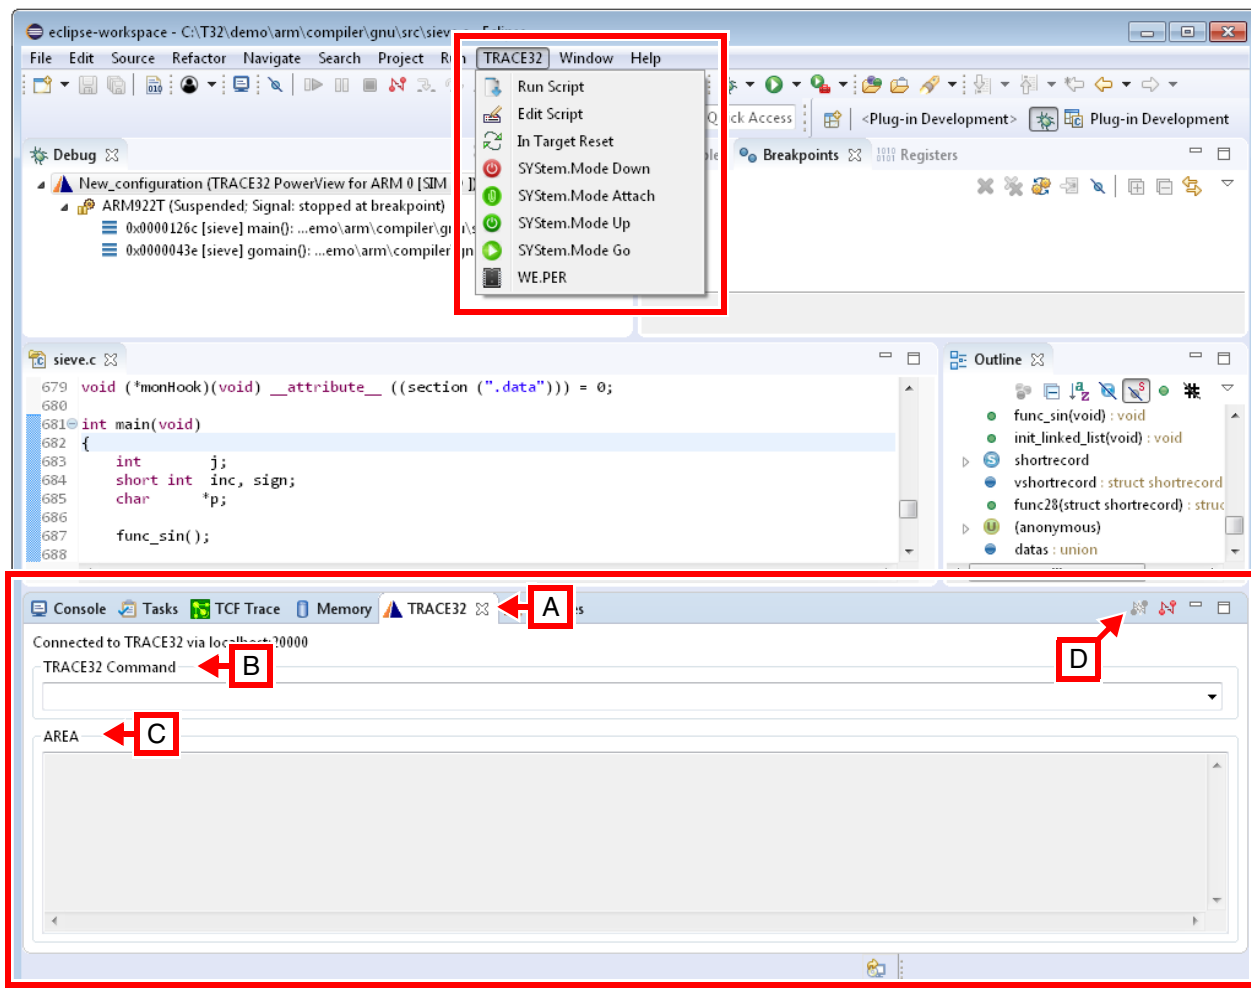 eclipse-workspace - C:\T32\demo\arm\compiler\gnu\src\sieve.c - Eclipse
File Edit Source Refactor Navigate Search Project Run TRACE32 Window Help
Run Script
Edit Script
In Target Reset
SYStem.Mode Down
SYStem.Mode Attach
SYStem.Mode Up
SYStem.Mode Go
WE.PER
Quick Access <Plug-in Development> Plug-in Development
Debug
Breakpoints Registers
New_configuration (TRACE32 PowerView for ARM 0 [SIM
ARM922T (Suspended; Signal: stopped at breakpoint)
0x0000126c [sieve] main(): ...emo\arm\compiler\gnu\s
0x0000043e [sieve] gomain(): ...emo\arm\compiler\gn
sieve.c
679 void (*monHook)(void) __attribute__ ((section (".data"))) = 0;
680
681 int main(void)
682 {
683 int j;
684 short int inc, sign;
685 char *p;
686
687 func_sin();
688
Outline
func_sin(void) : void
init_linked_list(void) : void
shortrecord
vshortrecord : struct shortrecord
func28(struct shortrecord) : struc
(anonymous)
datas : union
Console Tasks TCF Trace Memory TRACE32
A
Connected to TRACE32 via localhost:20000
D
TRACE32 Command
B
AREA
C